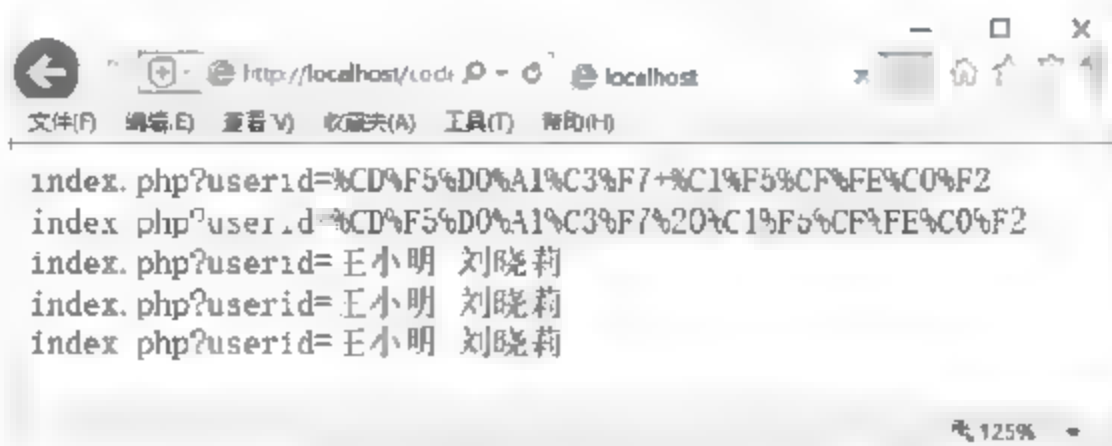 http://localhost/code localhost
文件(F) 编辑(E) 查看(V) 收藏夹(A) 工具(T) 帮助(H)
index.php?userid=%CD%F5%D0%A1%C3%F7+%C1%F5%CF%FE%C0%F2
index.php?userid=%CD%F5%D0%A1%C3%F7%20%C1%F5%CF%FE%C0%F2
index.php?userid=王小明 刘晓莉
index.php?userid=王小明 刘晓莉
index.php?userid=王小明 刘晓莉
125%